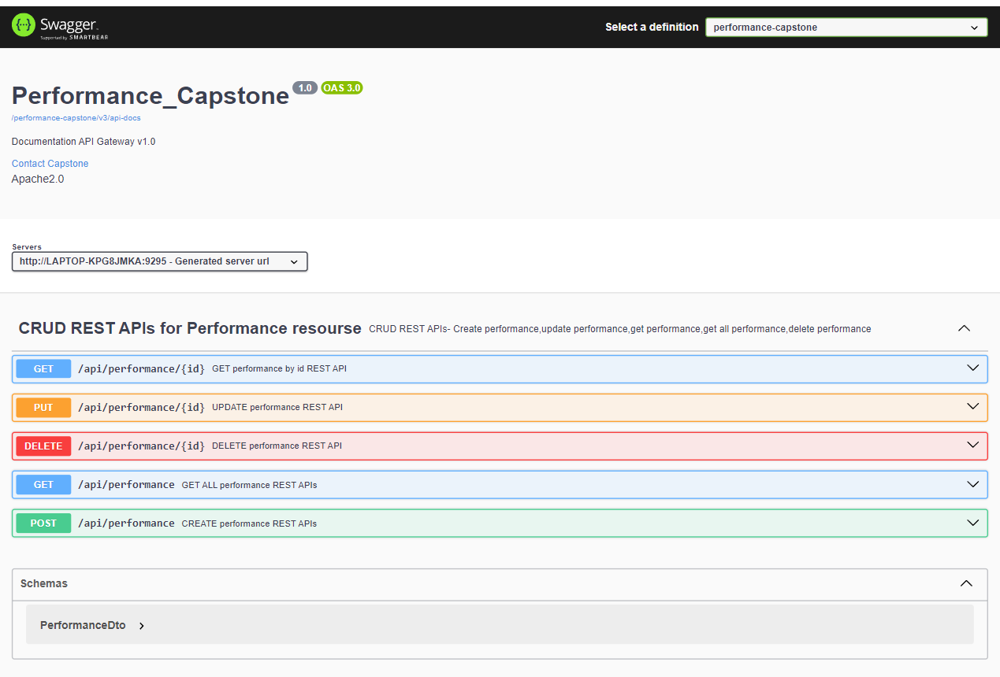 Swagger.
Supported by SMARTBEAR
Select a definition
performance-capstone
Performance_Capstone 1.0 OAS 3.0
/performance-capstone/v3/api-docs
Documentation API Gateway v1.0
Contact Capstone
Apache2.0
Servers
http://LAPTOP-KPG8JMKA:9295 - Generated server url
CRUD REST APIs for Performance resourse CRUD REST APIs- Create performance,update performance,get performance,get all performance,delete performance
GET /api/performance/{id} GET performance by id REST API
PUT /api/performance/{id} UPDATE performance REST API
DELETE /api/performance/{id} DELETE performance REST API
GET /api/performance GET ALL performance REST APIs
POST /api/performance CREATE performance REST APIs
Schemas
PerformanceDto